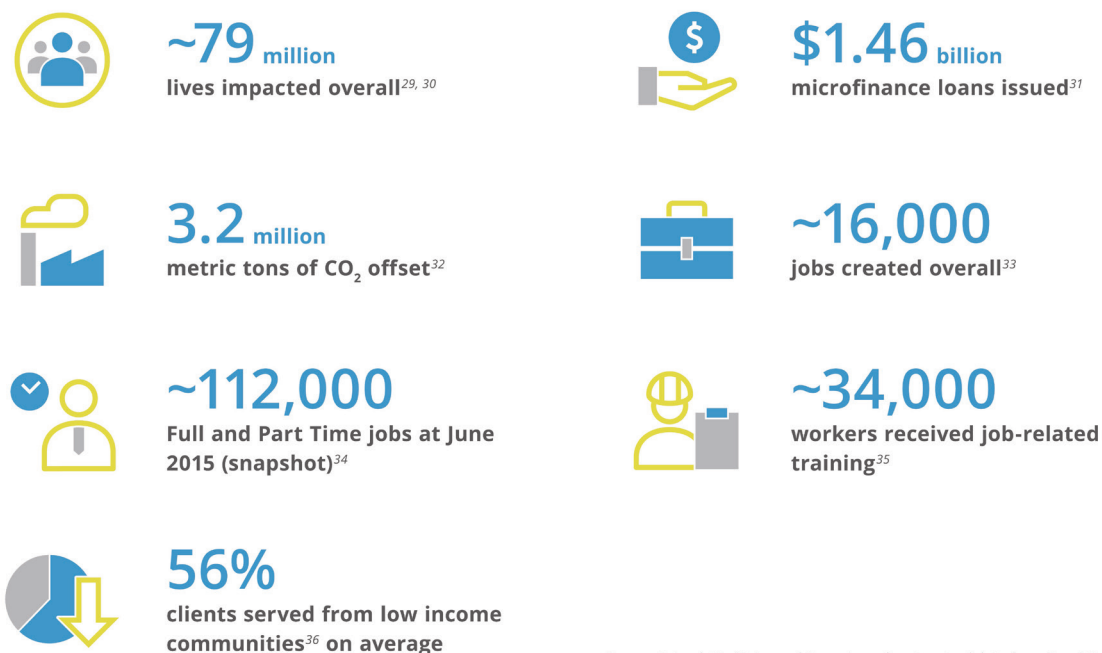 ~79 million
lives impacted overall29, 30
$1.46 billion
microfinance loans issued31
3.2 million
metric tons of CO2 offset32
~16,000
jobs created overall33
~112,000
Full and Part Time jobs at June
2015 (snapshot)34
~34,000
workers received job-related
training35
56%
clients served from low income
communities36 on average